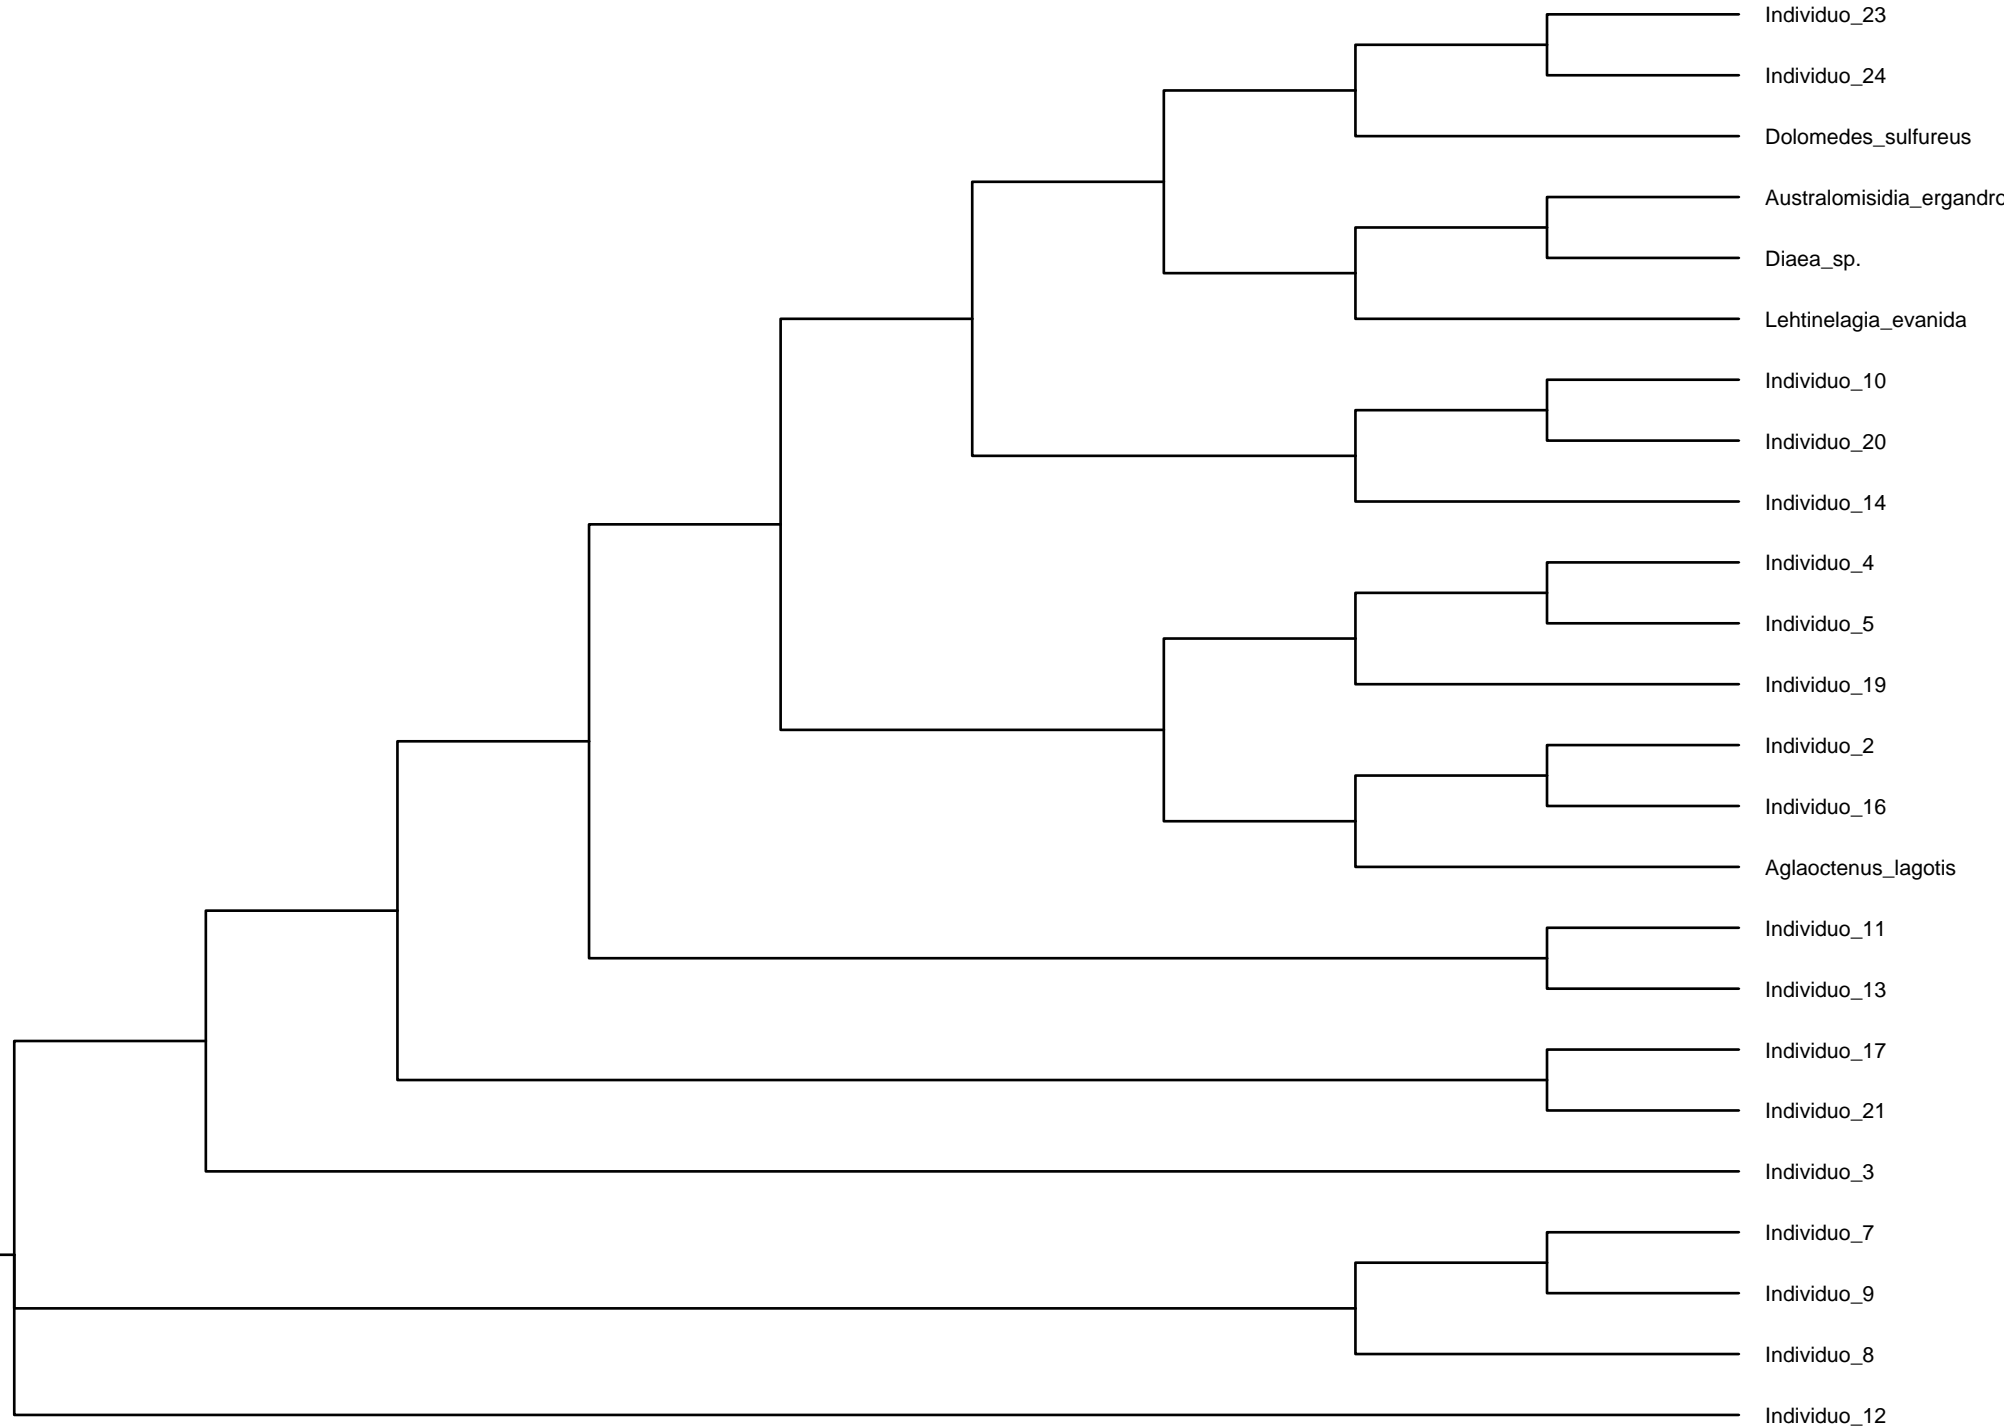 Individuo_23
Individuo_24
Dolomedes_sulfureus
Australomisidia_ergandro
Diaea_sp.
Lehtinelagia_evanida
Individuo_10
Individuo_20
Individuo_14
Individuo_4
Individuo_5
Individuo_19
Individuo_2
Individuo_16
Aglaoctenus_lagotis
Individuo_11
Individuo_13
Individuo_17
Individuo_21
Individuo_3
Individuo_7
Individuo_9
Individuo_8
Individuo_12